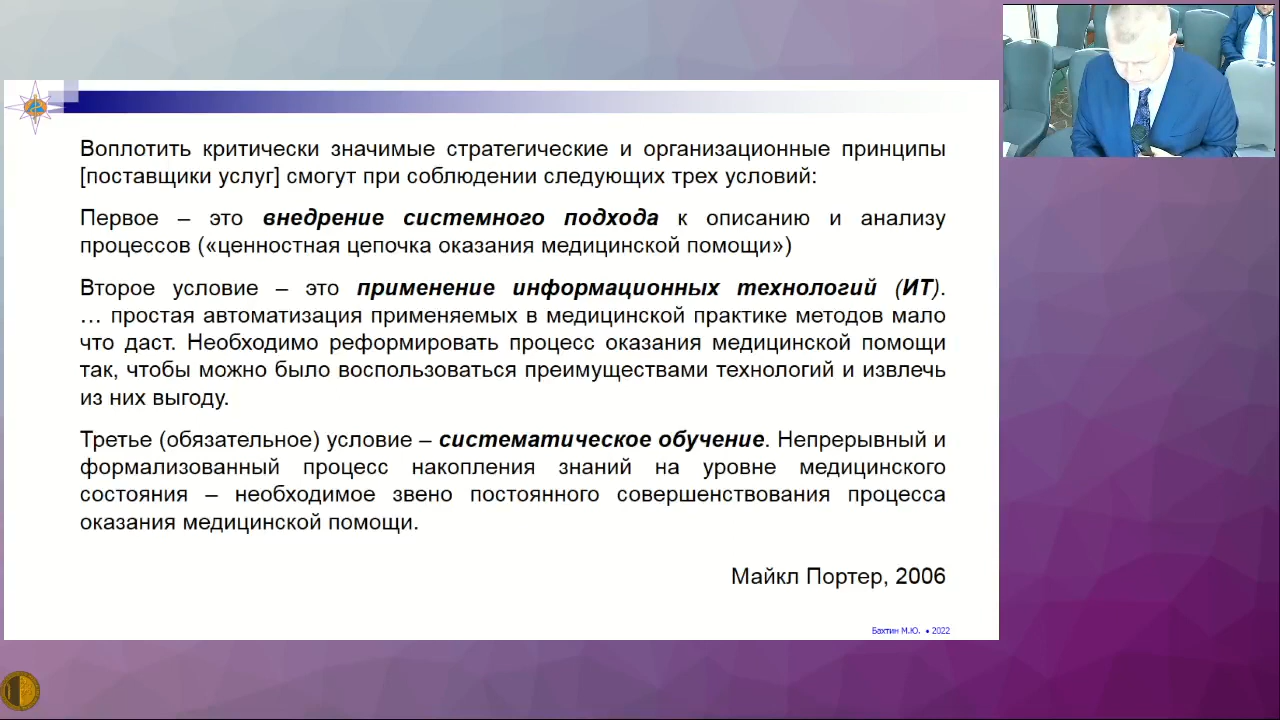 Воплотить критически значимые стратегические и организационные принципы
[поставщики услуг] смогут при соблюдении следующих трех условий:
Первое – это внедрение системного подхода к описанию и анализу
процессов («ценностная цепочка оказания медицинской помощи»)
Второе условие – это применение информационных технологий (ИТ).
… простая автоматизация применяемых в медицинской практике методов мало
что даст. Необходимо реформировать процесс оказания медицинской помощи
так, чтобы можно было воспользоваться преимуществами технологий и извлечь
из них выгоду.
Третье (обязательное) условие – систематическое обучение. Непрерывный и
формализованный процесс накопления знаний на уровне медицинского
состояния – необходимое звено постоянного совершенствования процесса
оказания медицинской помощи.
Майкл Портер, 2006
Бахтин М.Ю. • 2022